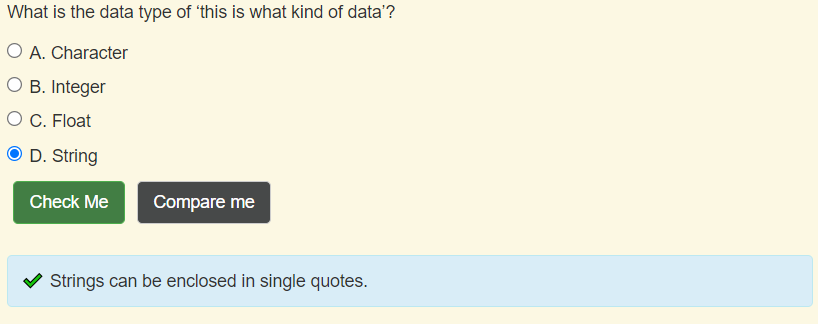 What is the data type of ‘this is what kind of data’?
A. Character
B. Integer
C. Float
D. String
Check Me Compare me
Strings can be enclosed in single quotes.